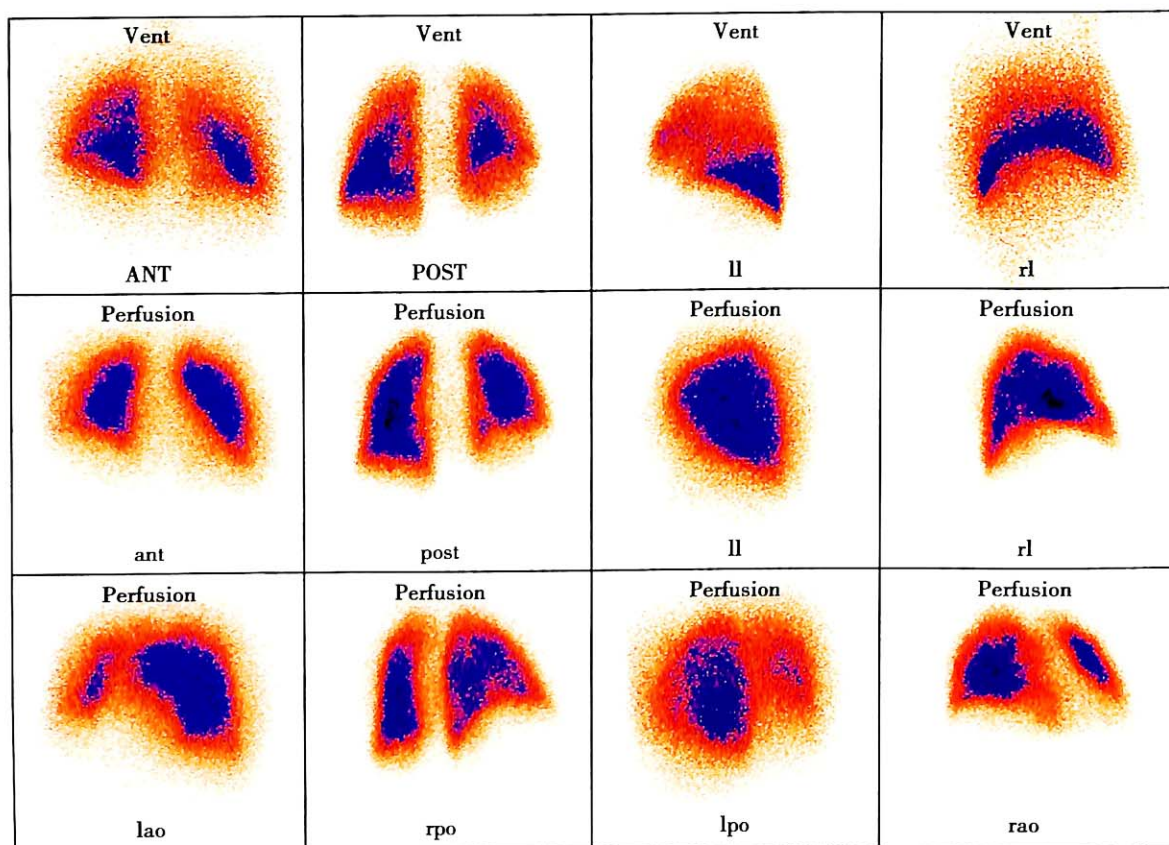 Vent
Vent
Vent
Vent
ANT
POST
ll
rl
Perfusion
Perfusion
Perfusion
Perfusion
ant
post
ll
rl
Perfusion
Perfusion
Perfusion
Perfusion
lao
rpo
lpo
rao